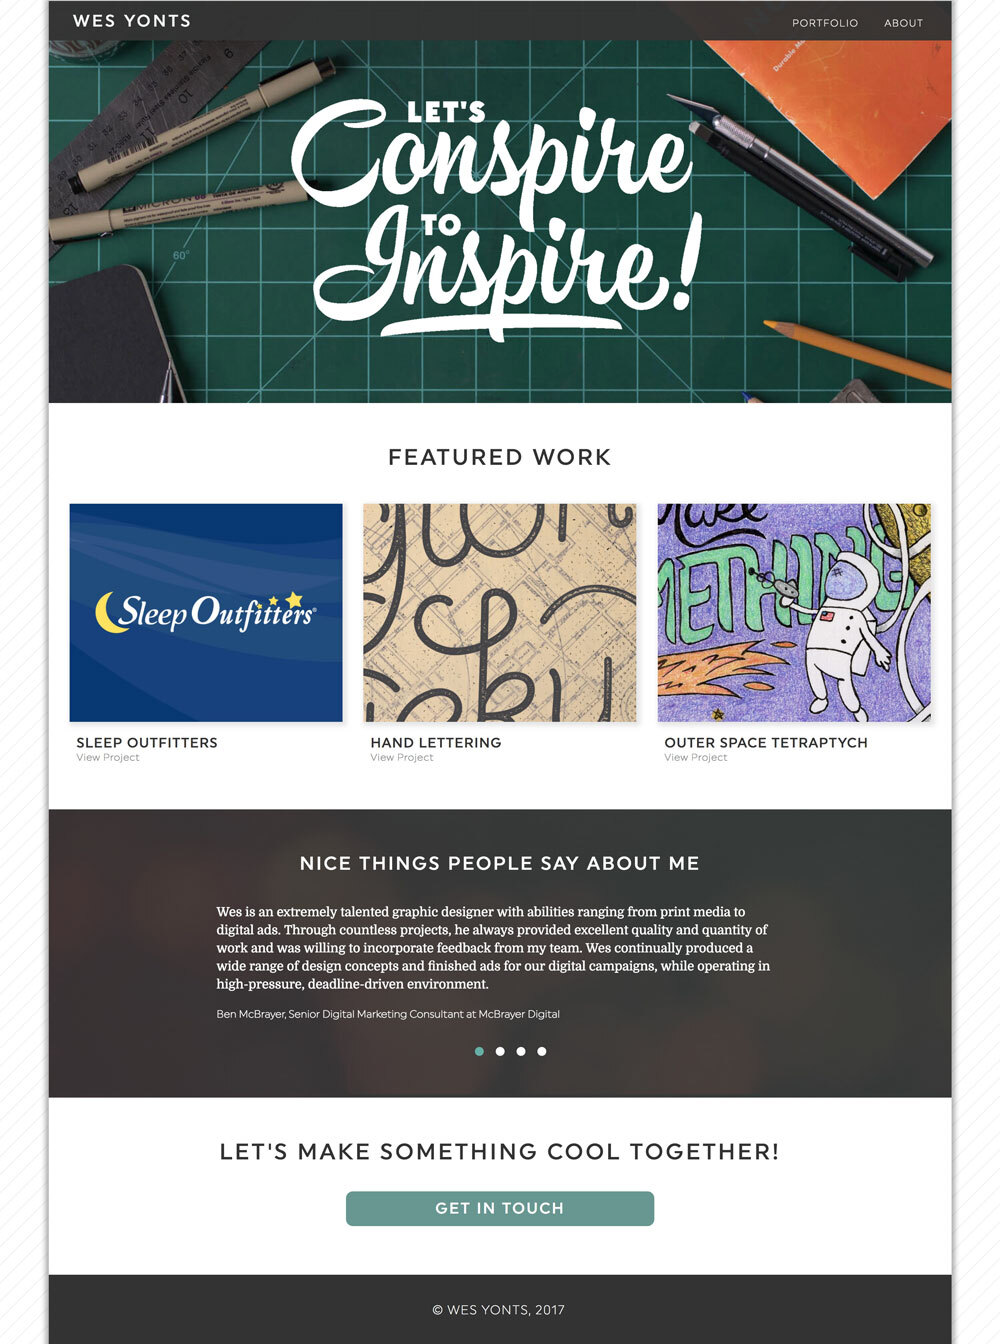 WES YONTS
PORTFOLIO ABOUT
LET'S
Conspire
TO
Inspire!
MICRON
60°
FEATURED WORK
Sleep Outfitters®
Make
METHING
SLEEP OUTFITTERS
View Project
HAND LETTERING
View Project
OUTER SPACE TETRAPTYCH
View Project
NICE THINGS PEOPLE SAY ABOUT ME
Wes is an extremely talented graphic designer with abilities ranging from print media to
digital ads. Through countless projects, he always provided excellent quality and quantity of
work and was willing to incorporate feedback from my team. Wes continually produced a
wide range of design concepts and finished ads for our digital campaigns, while operating in
high-pressure, deadline-driven environment.
Ben McBrayer, Senior Digital Marketing Consultant at McBrayer Digital
LET'S MAKE SOMETHING COOL TOGETHER!
GET IN TOUCH
© WES YONTS, 2017